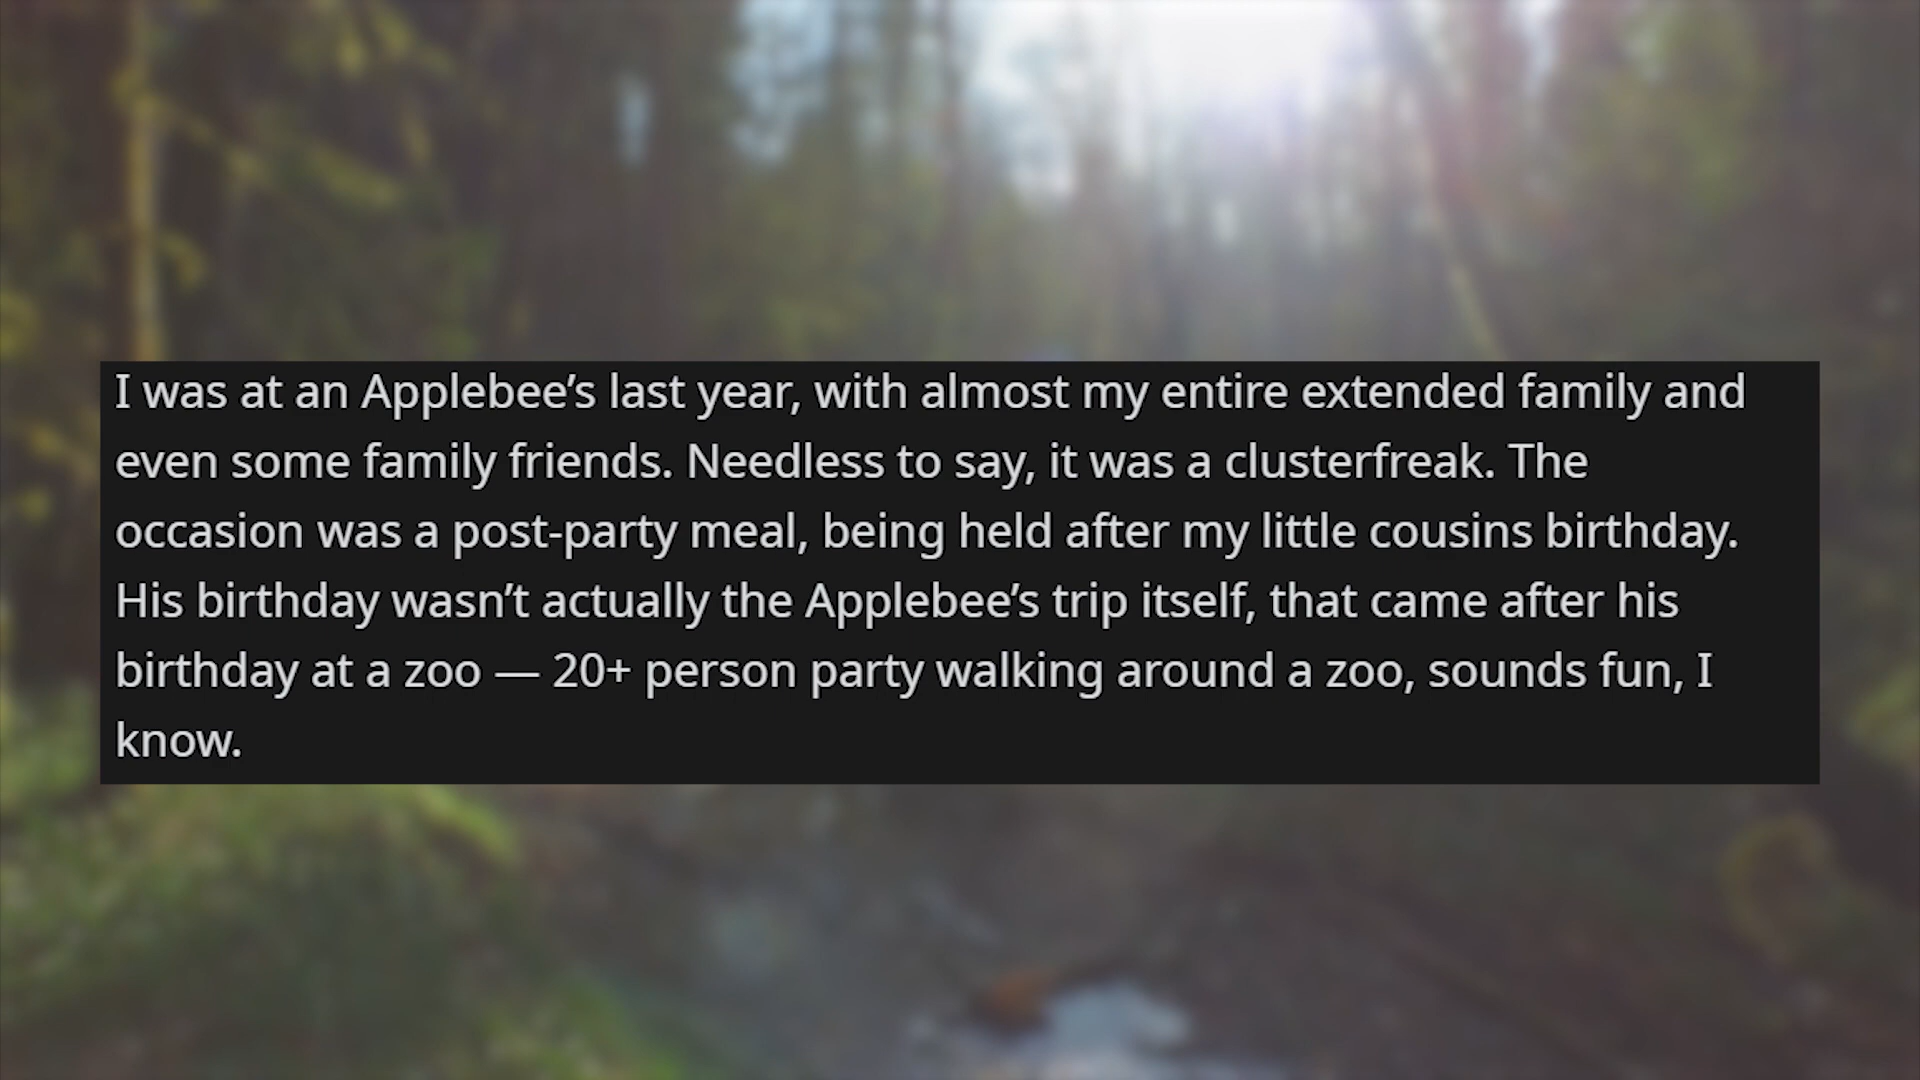 I was at an Applebee’s last year, with almost my entire extended family and
even some family friends. Needless to say, it was a clusterfreak. The
occasion was a post-party meal, being held after my little cousins birthday.
His birthday wasn’t actually the Applebee’s trip itself, that came after his
birthday at a zoo — 20+ person party walking around a zoo, sounds fun, I
know.